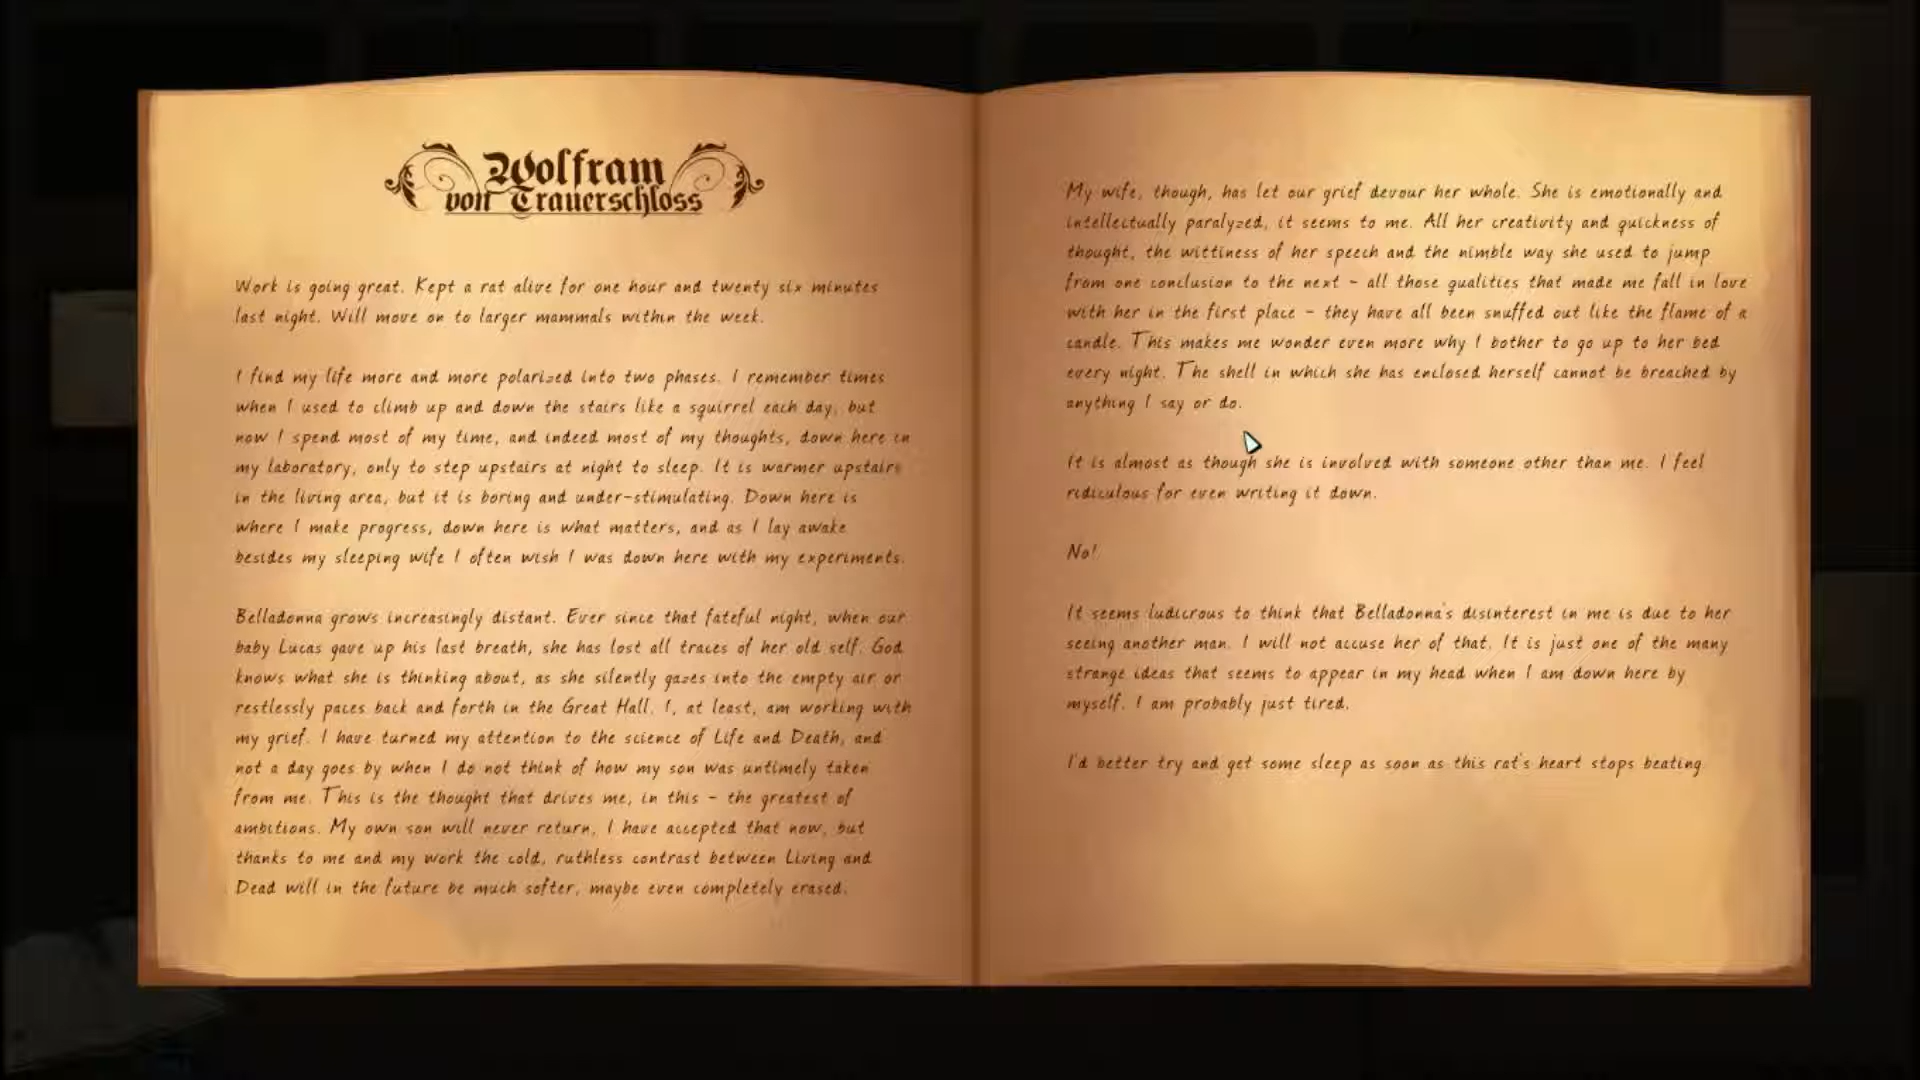 Wolfram
von Trauerschloss
Work is going great. Kept a rat alive for one hour and twenty six minutes
last night. Will move on to larger mammals within the week.
I find my life more and more polarized into two phases. I remember times
when I used to climb up and down the stairs like a squirrel each day, but
now I spend most of my time, and indeed most of my thoughts, down here in
my laboratory, only to step upstairs at night to sleep. It is warmer upstairs
in the living area, but it is boring and under-stimulating. Down here is
where I make progress, down here is what matters, and as I lay awake
besides my sleeping wife I often wish I was down here with my experiments.
Belladonna grows increasingly distant. Ever since that fateful night, when our
baby Lucas gave up his last breath, she has lost all traces of her old self. God
knows what she is thinking about, as she silently gazes into the empty air or
restlessly paces back and forth in the Great Hall. I, at least, am working with
my grief. I have turned my attention to the science of Life and Death, and
not a day goes by when I do not think of how my son was untimely taken
from me. This is the thought that drives me, in this - the greatest of
ambitions. My own son will never return, I have accepted that now, but
thanks to me and my work the cold, ruthless contrast between Living and
Dead will in the future be much softer, maybe even completely erased.
My wife, though, has let our grief devour her whole. She is emotionally and
intellectually paralyzed, it seems to me. All her creativity and quickness of
thought, the wittiness of her speech and the nimble way she used to jump
from one conclusion to the next - all those qualities that made me fall in love
with her in the first place - they have all been snuffed out like the flame of a
candle. This makes me wonder even more why I bother to go up to her bed
every night. The shell in which she has enclosed herself cannot be breached by
anything I say or do.
It is almost as though she is involved with someone other than me. I feel
ridiculous for even writing it down.
No!
It seems ludicrous to think that Belladonna's disinterest in me is due to her
seeing another man. I will not accuse her of that. It is just one of the many
strange ideas that seems to appear in my head when I am down here by
myself. I am probably just tired.
I'd better try and get some sleep as soon as this rat's heart stops beating.